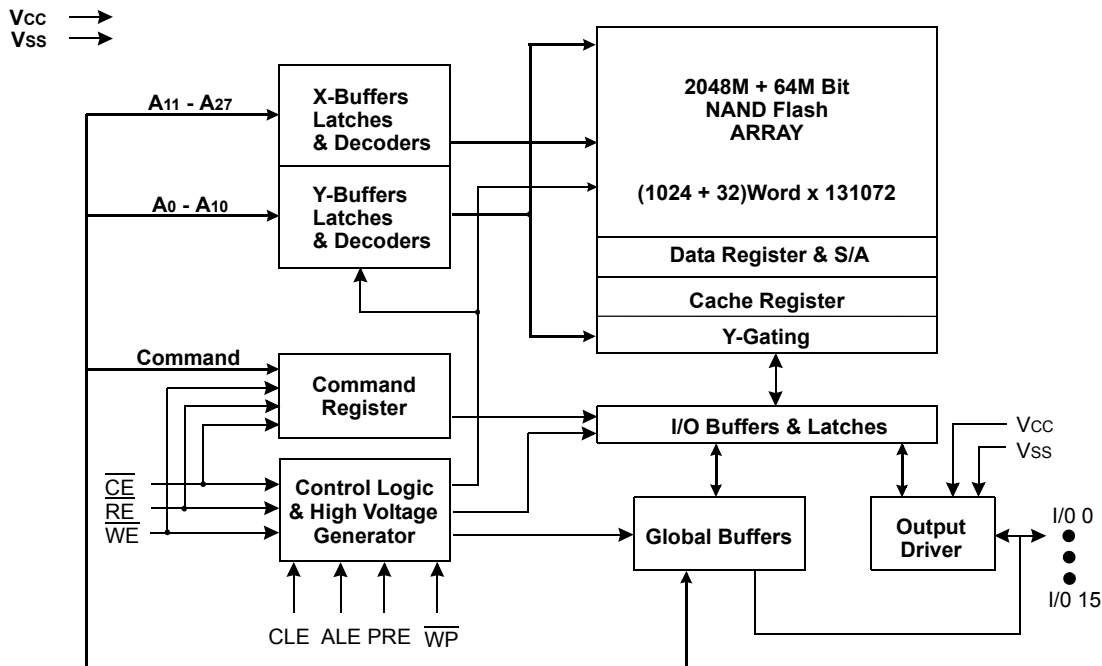 VCC
VSS
A11 - A27
X-Buffers
Latches
& Decoders
A0 - A10
Y-Buffers
Latches
& Decoders
2048M + 64M Bit
NAND Flash
ARRAY
(1024 + 32)Word x 131072
Data Register & S/A
Cache Register
Y-Gating
Command
Command
Register
I/O Buffers & Latches
VCC
VSS
CE
RE
WE
Control Logic
& High Voltage
Generator
Global Buffers
Output
Driver
I/0 0
I/0 15
CLE ALE PRE WP